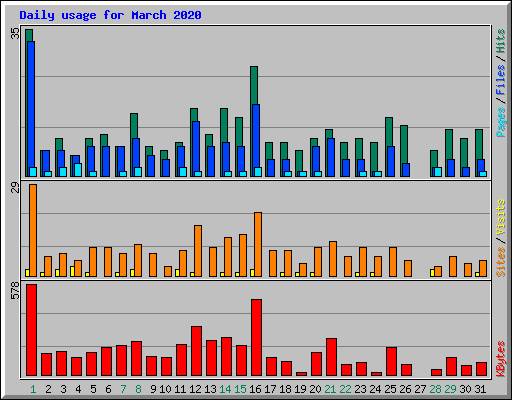 Daily usage for March 2020
35
Pages / Files / Hits
29
Sites / Visits
578
KBytes
1 2 3 4 5 6 7 8 9 10 11 12 13 14 15 16 17 18 19 20 21 22 23 24 25 26 27 28 29 30 31